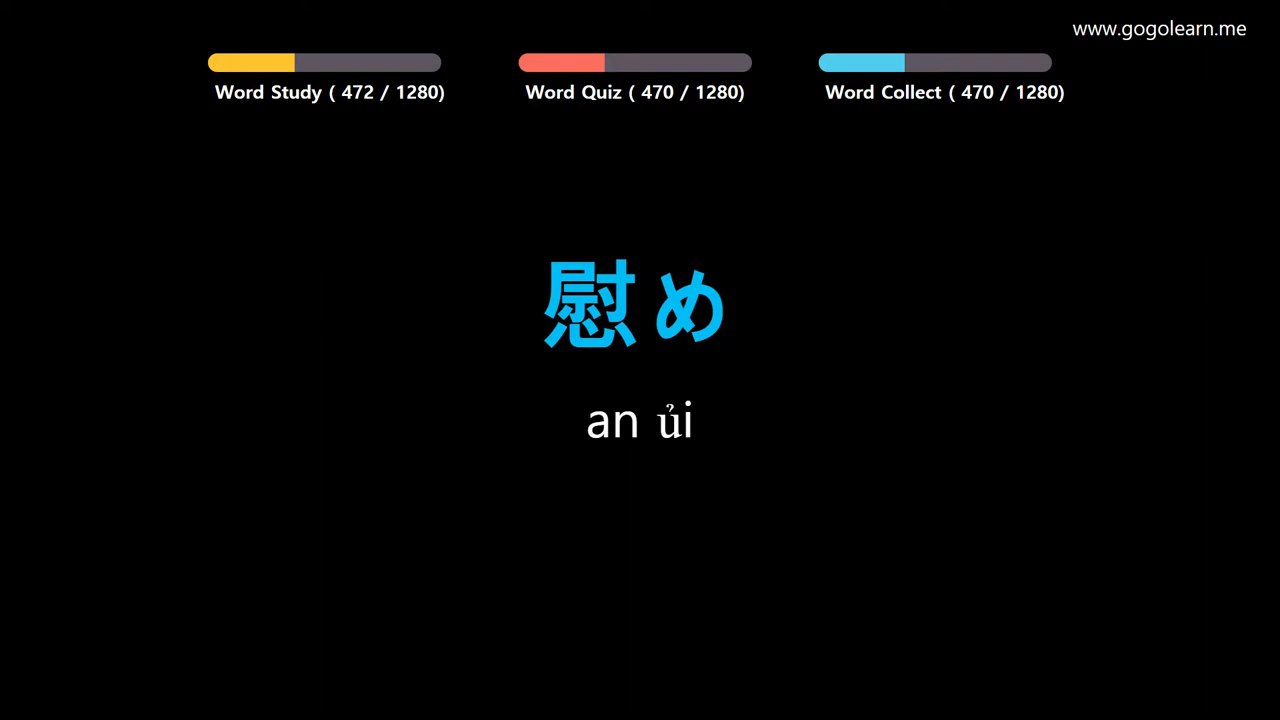 www.gogolearn.me
Word Study ( 472 / 1280)
Word Quiz ( 470 / 1280)
Word Collect ( 470 / 1280)
慰め
an ủi